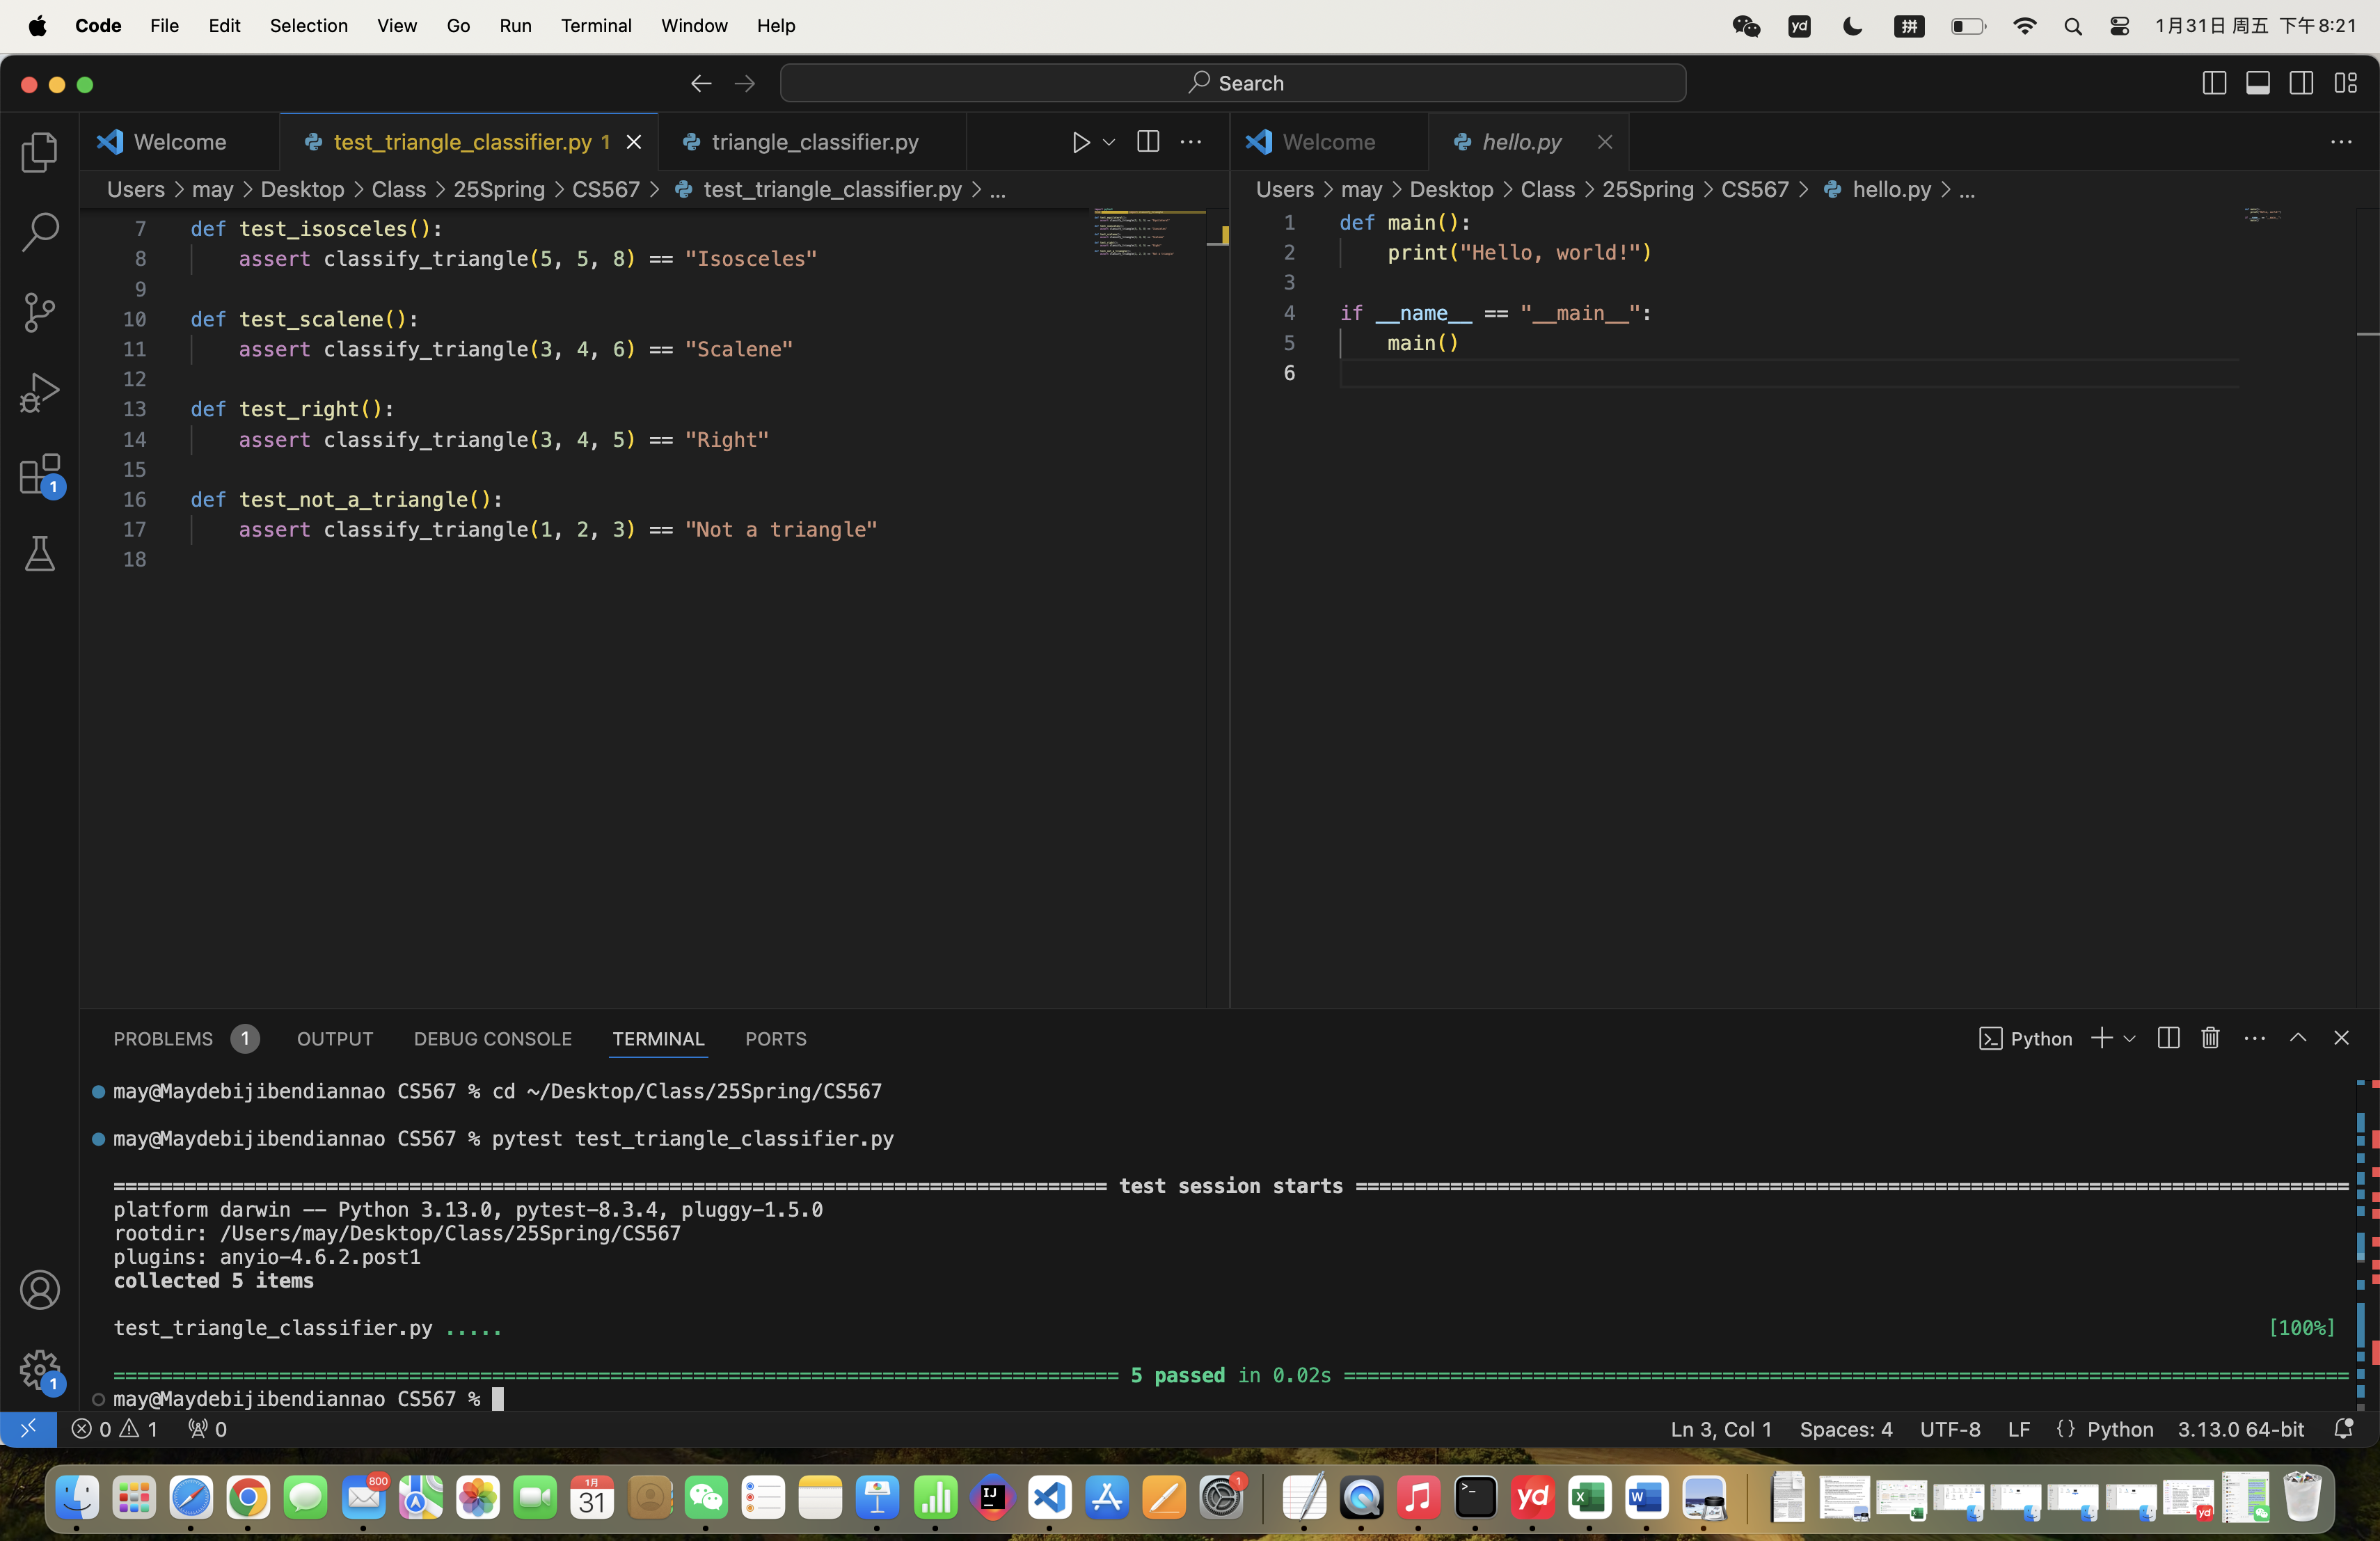 Code File Edit Selection View Go Run Terminal Window Help yd 拼 1月31日 周五 下午8:21
Search
Welcome test_triangle_classifier.py 1 triangle_classifier.py
Users > may > Desktop > Class > 25Spring > CS567 > test_triangle_classifier.py > ...
7 def test_isosceles():
8 assert classify_triangle(5, 5, 8) == "Isosceles"
9
10 def test_scalene():
11 assert classify_triangle(3, 4, 6) == "Scalene"
12
13 def test_right():
14 assert classify_triangle(3, 4, 5) == "Right"
15
16 def test_not_a_triangle():
17 assert classify_triangle(1, 2, 3) == "Not a triangle"
18
Welcome hello.py
Users > may > Desktop > Class > 25Spring > CS567 > hello.py > ...
1 def main():
2 print("Hello, world!")
3
4 if __name__ == "__main__":
5 main()
6
1
PROBLEMS 1 OUTPUT DEBUG CONSOLE TERMINAL PORTS Python
may@Maydebijibendiannao CS567 % cd ~/Desktop/Class/25Spring/CS567
may@Maydebijibendiannao CS567 % pytest test_triangle_classifier.py
test session starts
platform darwin -- Python 3.13.0, pytest-8.3.4, pluggy-1.5.0
rootdir: /Users/may/Desktop/Class/25Spring/CS567
plugins: anyio-4.6.2.post1
collected 5 items
test_triangle_classifier.py ..... [100%]
5 passed in 0.02s
may@Maydebijibendiannao CS567 %
1
0 1 0 Ln 3, Col 1 Spaces: 4 UTF-8 LF {} Python 3.13.0 64-bit
800 1月 31 IJ 1 >_ yd X W yd